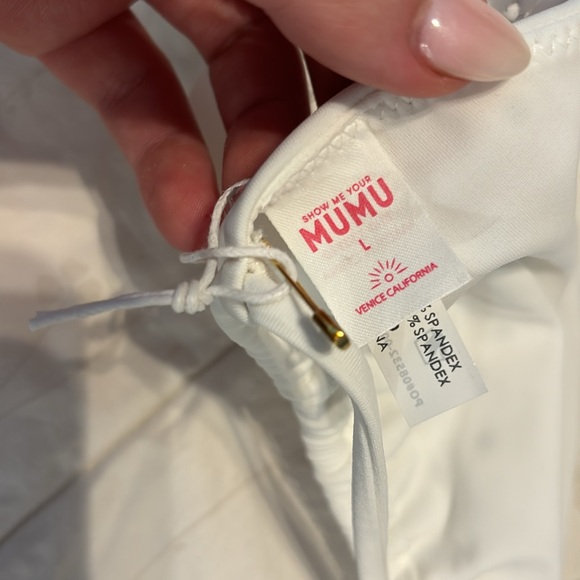 SHOW ME YOUR
MUMU
L
VENICE CALIFORNIA
% SPANDEX
% SPANDEX